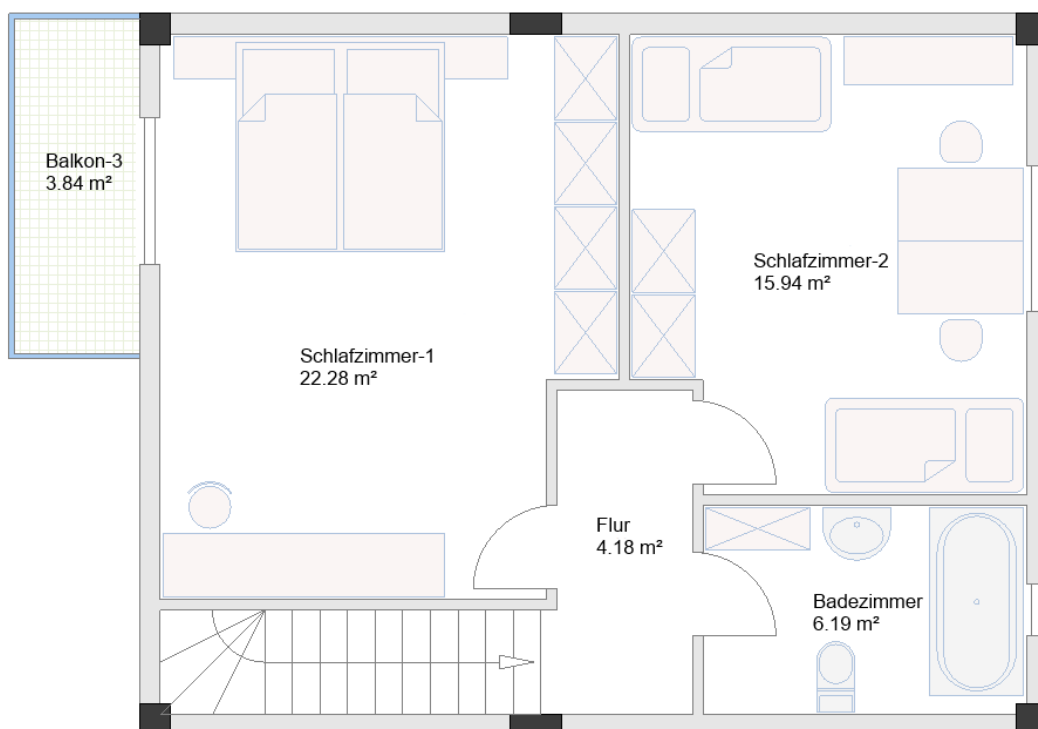 Balkon-3
3.84 m²
Schlafzimmer-2
15.94 m²
Schlafzimmer-1
22.28 m²
Flur
4.18 m²
Badezimmer
6.19 m²